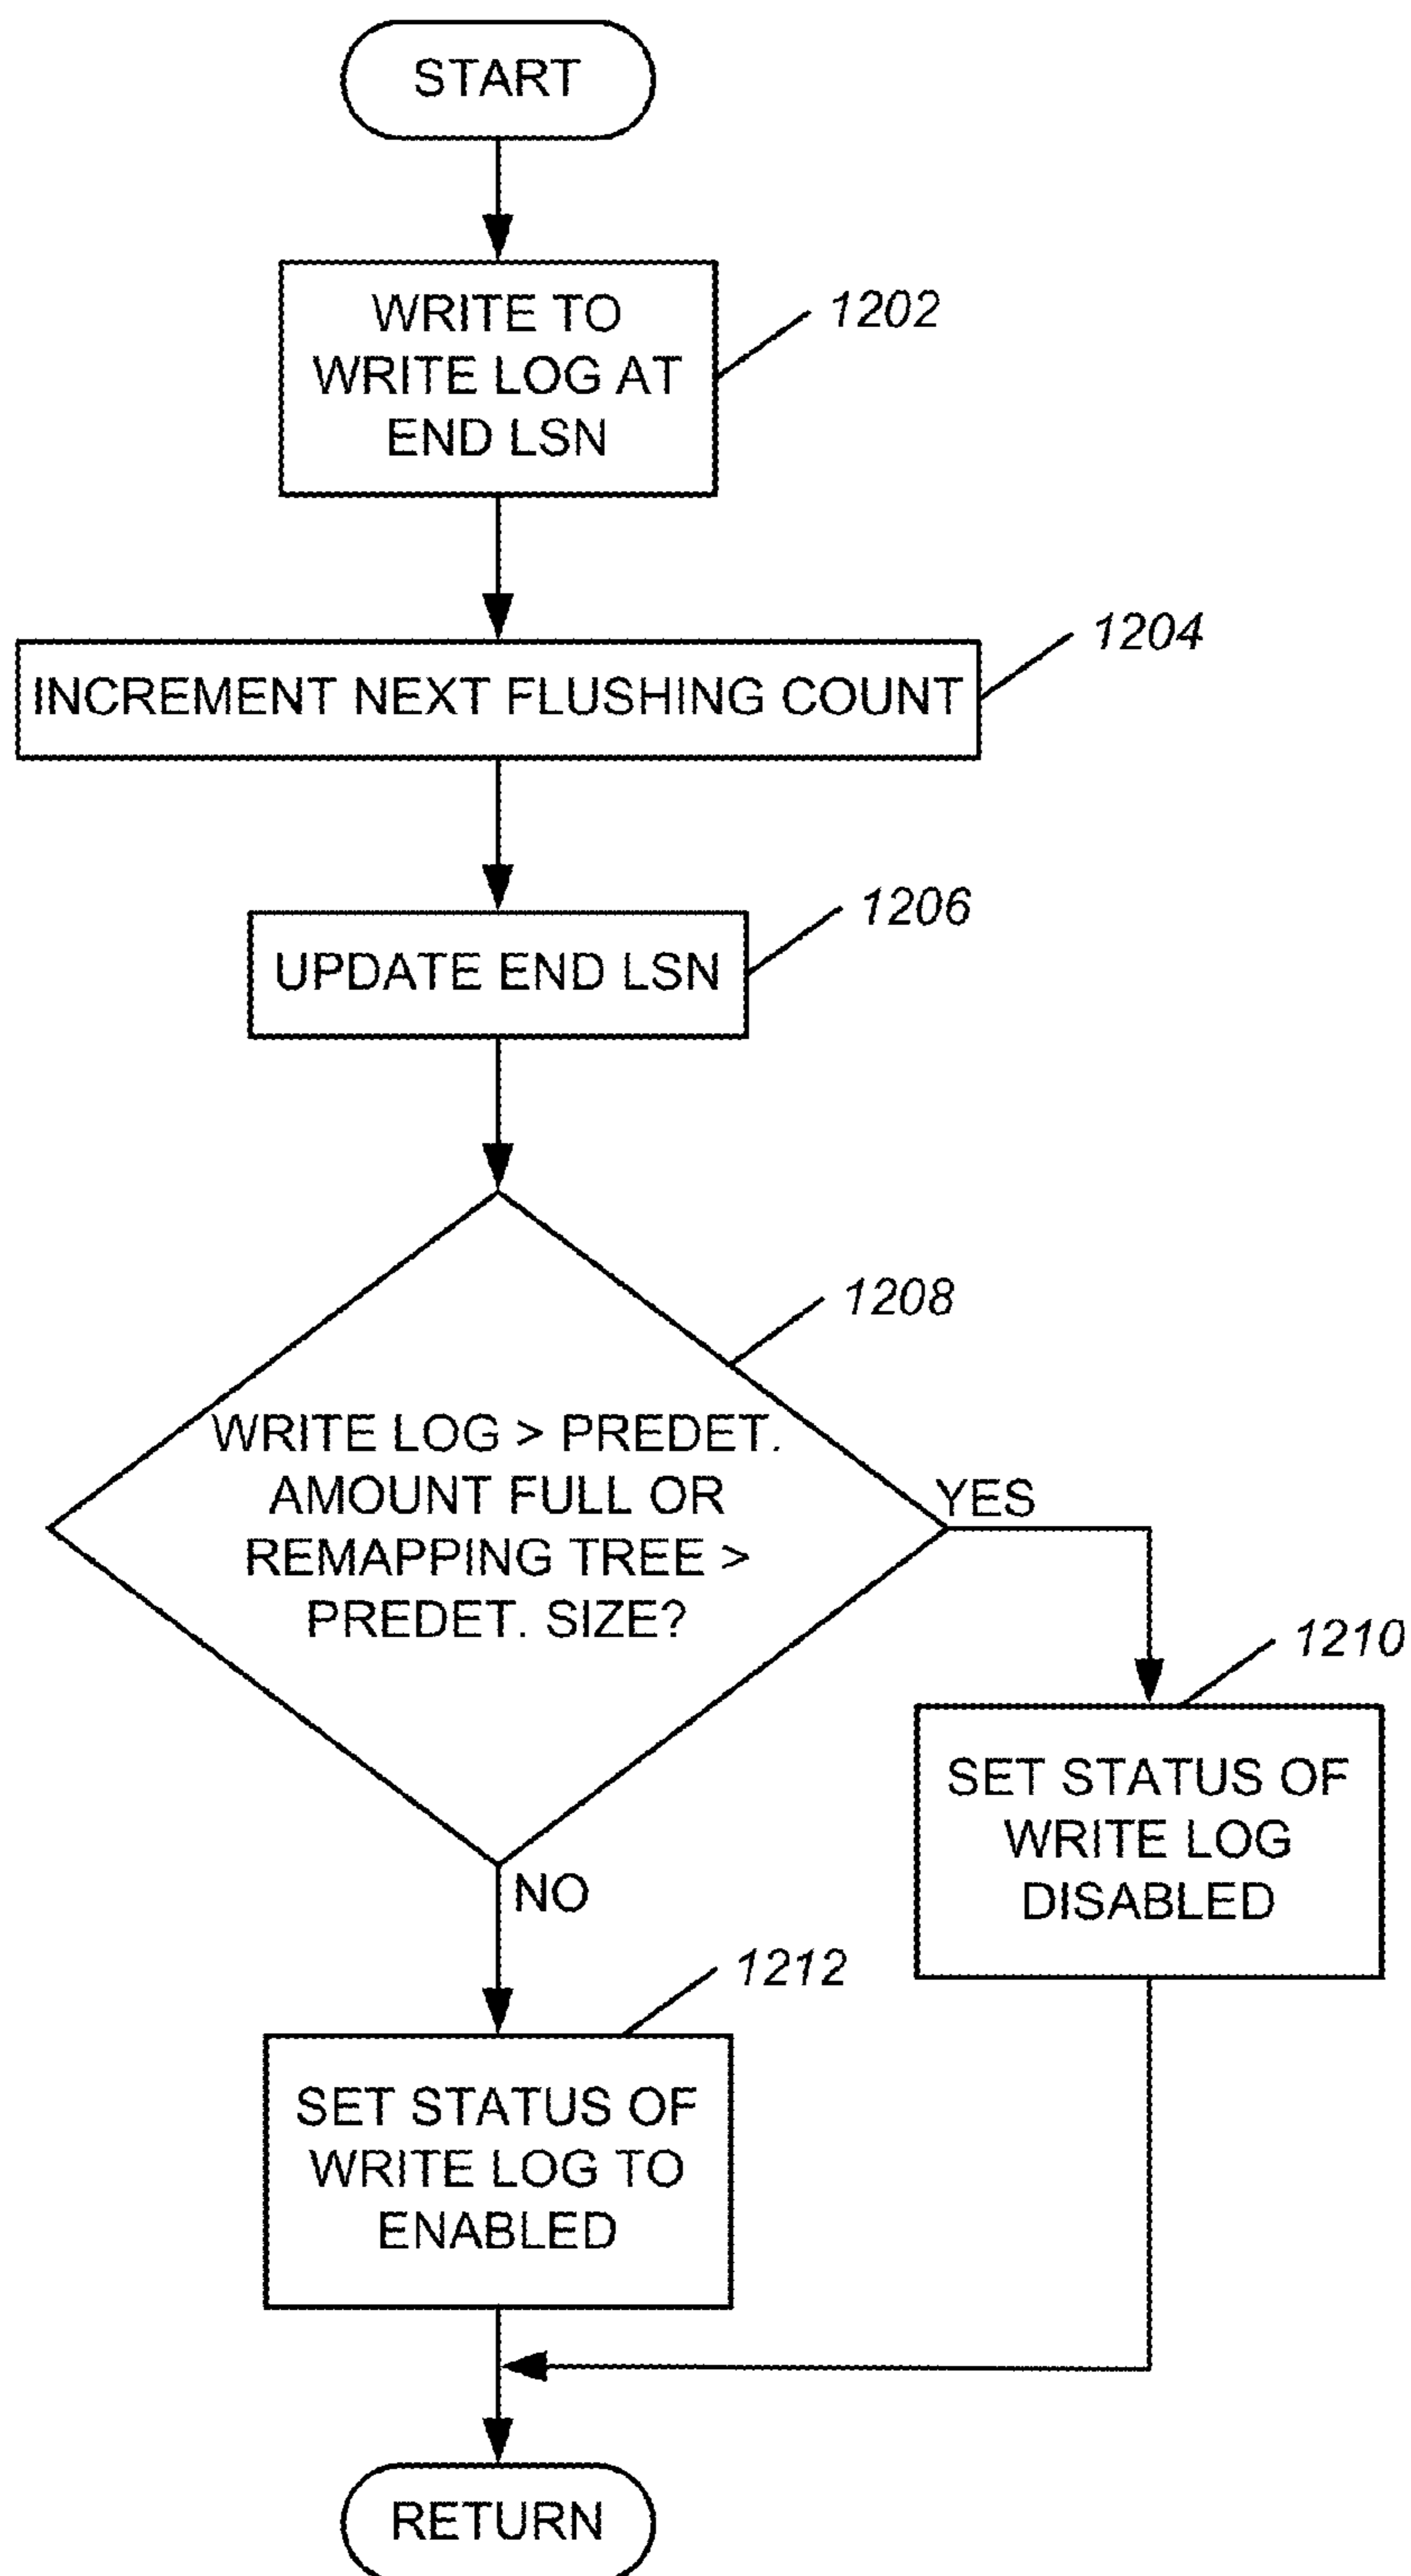 START
WRITE TO
WRITE LOG AT
END LSN
1202
INCREMENT NEXT FLUSHING COUNT
1204
UPDATE END LSN
1206
WRITE LOG > PREDET.
AMOUNT FULL OR
REMAPPING TREE >
PREDET. SIZE?
1208
YES
SET STATUS OF
WRITE LOG
DISABLED
1210
NO
SET STATUS OF
WRITE LOG TO
ENABLED
1212
RETURN